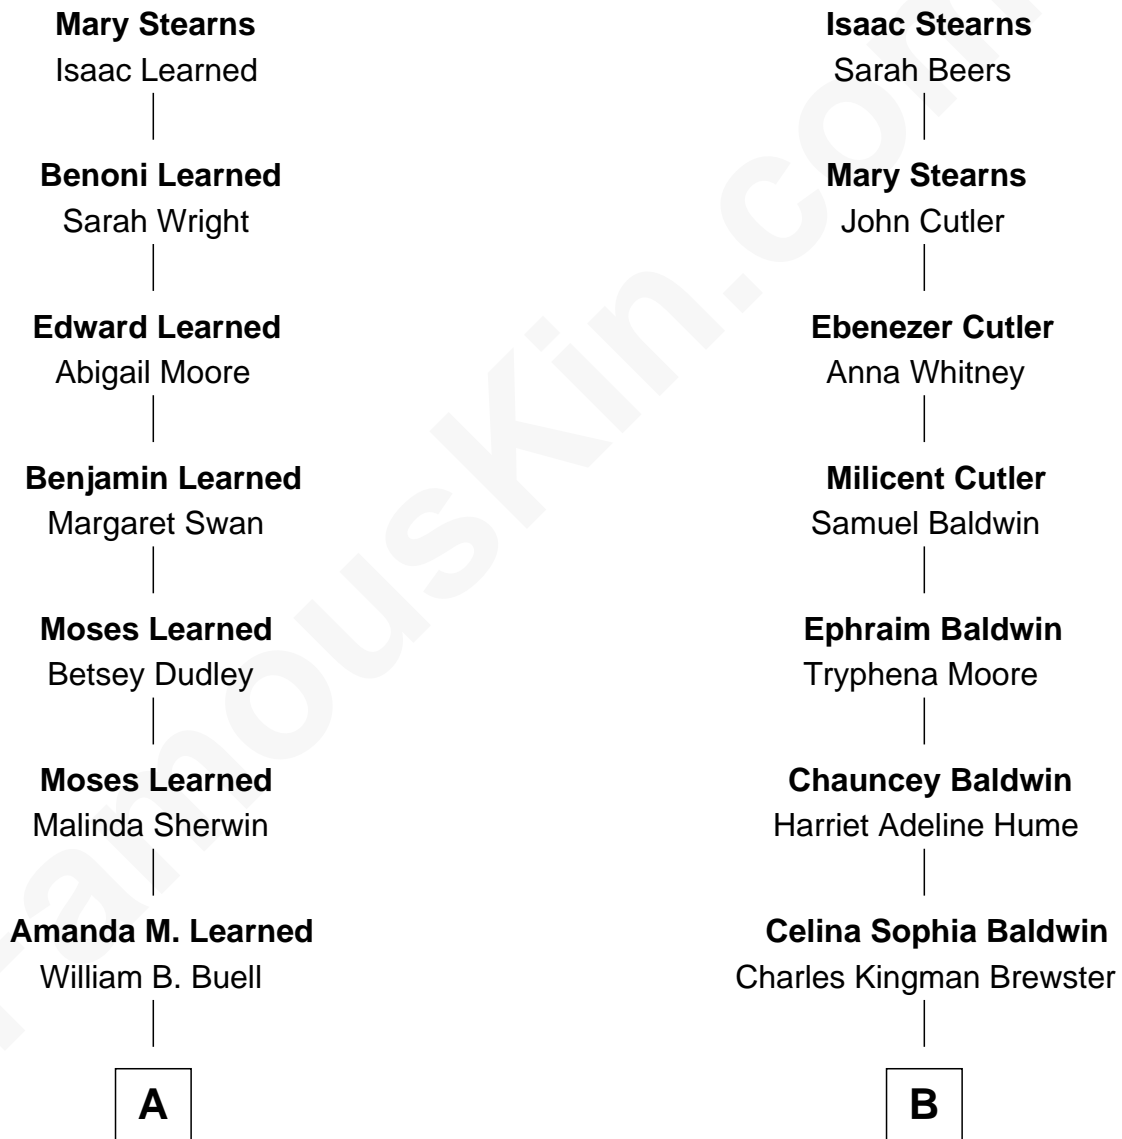 Mary Stearns
Isaac Learned
Benoni Learned
Sarah Wright
Edward Learned
Abigail Moore
Benjamin Learned
Margaret Swan
Moses Learned
Betsey Dudley
Moses Learned
Malinda Sherwin
Amanda M. Learned
William B. Buell
A
Isaac Stearns
Sarah Beers
Mary Stearns
John Cutler
Ebenezer Cutler
Anna Whitney
Milicent Cutler
Samuel Baldwin
Ephraim Baldwin
Tryphena Moore
Chauncey Baldwin
Harriet Adeline Hume
Celina Sophia Baldwin
Charles Kingman Brewster
B
FamousKin.com